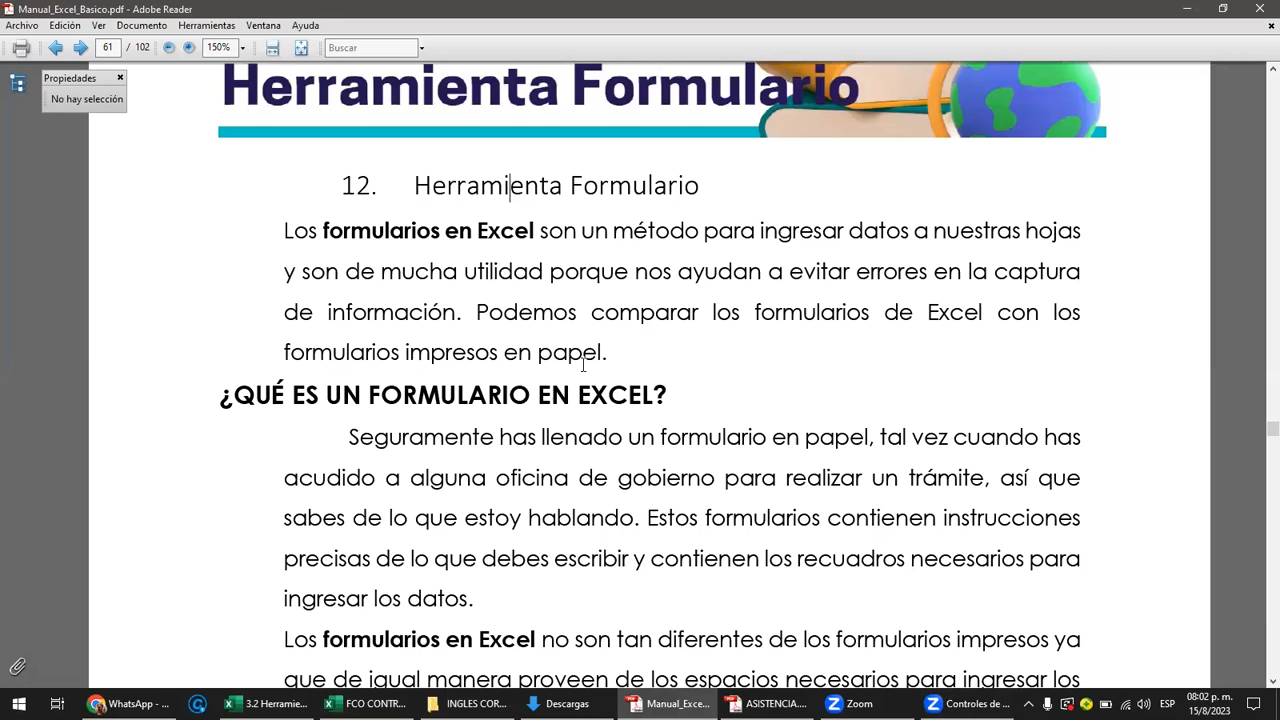 Manual_Excel_Basico.pdf - Adobe Reader
Archivo Edición Ver Documento Herramientas Ventana Ayuda
61 / 102 150% Buscar
Propiedades
No hay selección
Herramienta Formulario
12. Herramienta Formulario
Los formularios en Excel son un método para ingresar datos a nuestras hojas
y son de mucha utilidad porque nos ayudan a evitar errores en la captura
de información. Podemos comparar los formularios de Excel con los
formularios impresos en papel.
¿QUÉ ES UN FORMULARIO EN EXCEL?
Seguramente has llenado un formulario en papel, tal vez cuando has
acudido a alguna oficina de gobierno para realizar un trámite, así que
sabes de lo que estoy hablando. Estos formularios contienen instrucciones
precisas de lo que debes escribir y contienen los recuadros necesarios para
ingresar los datos.
Los formularios en Excel no son tan diferentes de los formularios impresos ya
que de igual manera proveen de los espacios necesarios para ingresar los
WhatsApp - ... 3.2 Herramie... FCO CONTR... INGLES COR... Descargas Manual_Exce... ASISTENCIA.... Zoom Controles de ... ESP 08:02 p. m.
15/8/2023